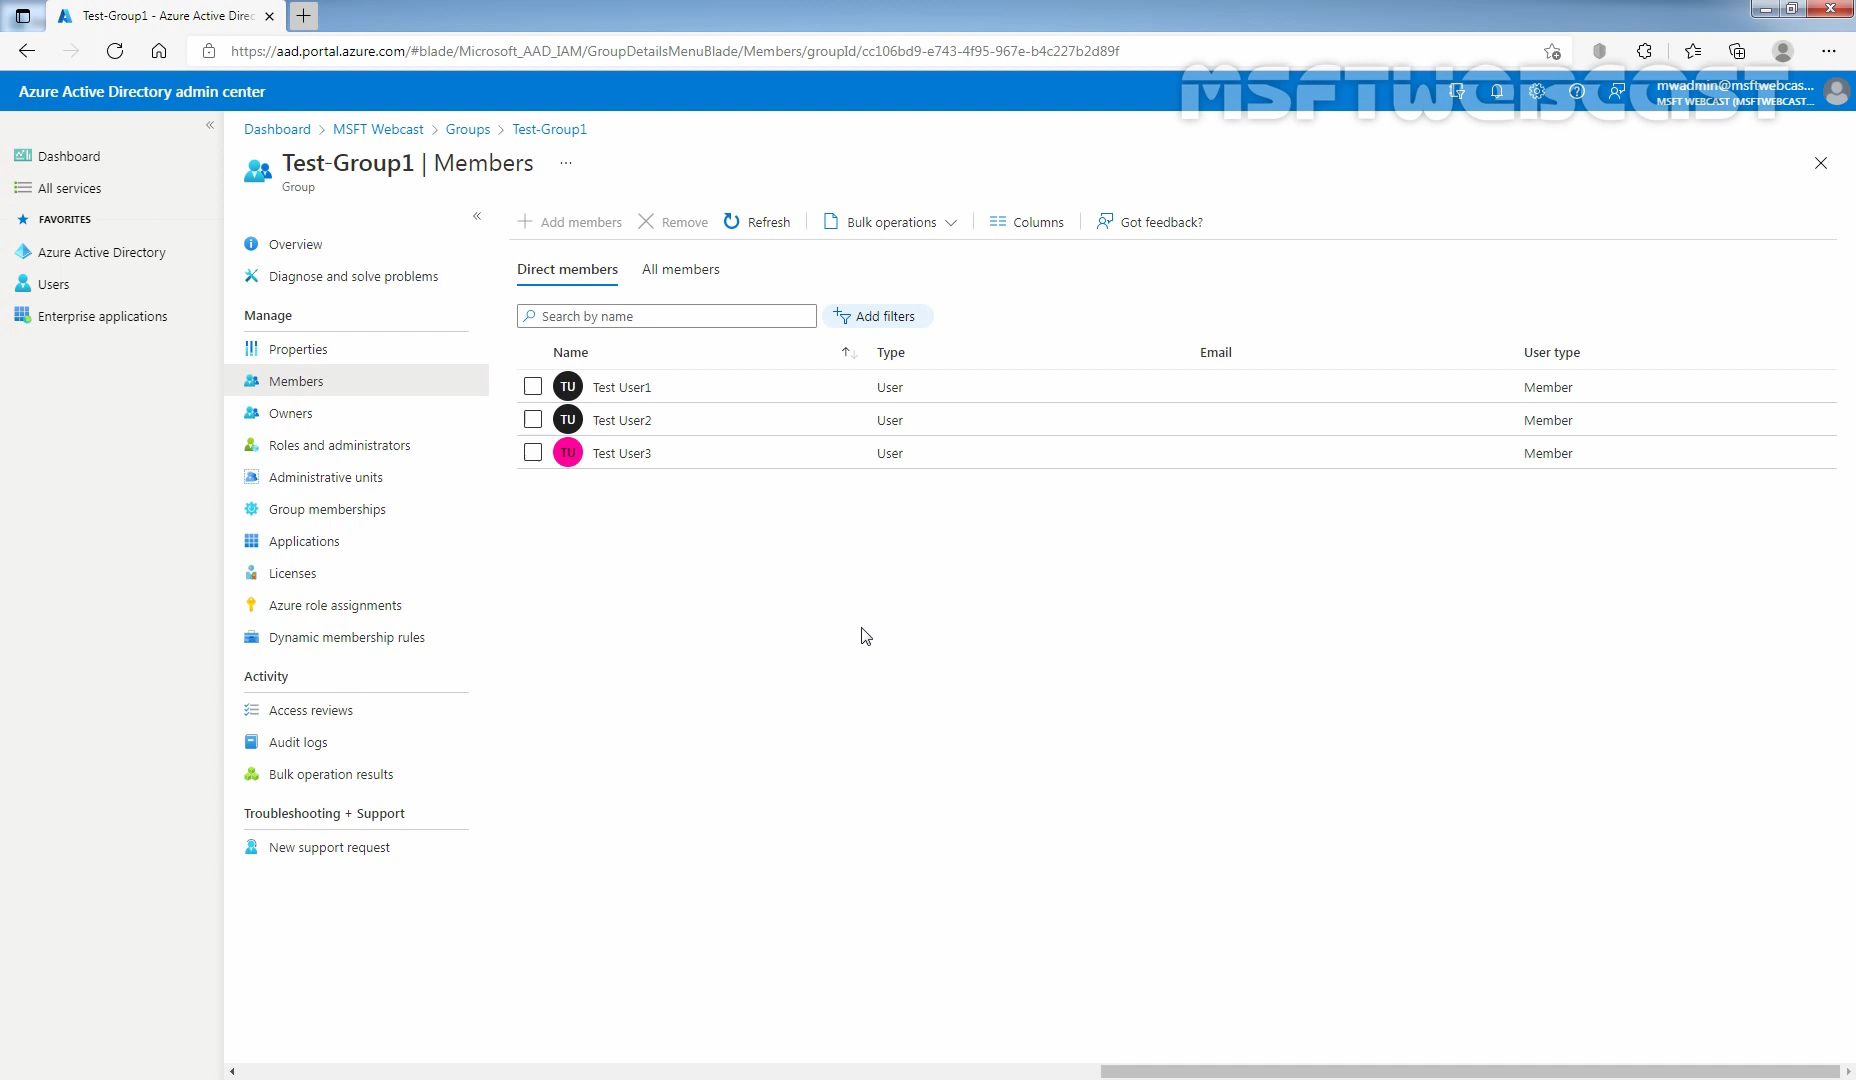 Test-Group1 - Azure Active Direc
https://aad.portal.azure.com/#blade/Microsoft_AAD_IAM/GroupDetailsMenuBlade/Members/groupId/cc106bd9-e743-4f95-967e-b4c227b2d89f
MSFTWEBCAST
Azure Active Directory admin center
mwadmin@msftwebcas...
MSFT WEBCAST (MSFTWEBCAST...
Dashboard > MSFT Webcast > Groups > Test-Group1
Test-Group1 | Members ...
Group
Dashboard
All services
FAVORITES
Azure Active Directory
Users
Enterprise applications
Overview
Diagnose and solve problems
Manage
Properties
Members
Owners
Roles and administrators
Administrative units
Group memberships
Applications
Licenses
Azure role assignments
Dynamic membership rules
Activity
Access reviews
Audit logs
Bulk operation results
Troubleshooting + Support
New support request
Add members Remove Refresh Bulk operations Columns Got feedback?
Direct members All members
Search by name Add filters
Name Type Email User type
TU Test User1 User Member
TU Test User2 User Member
TU Test User3 User Member